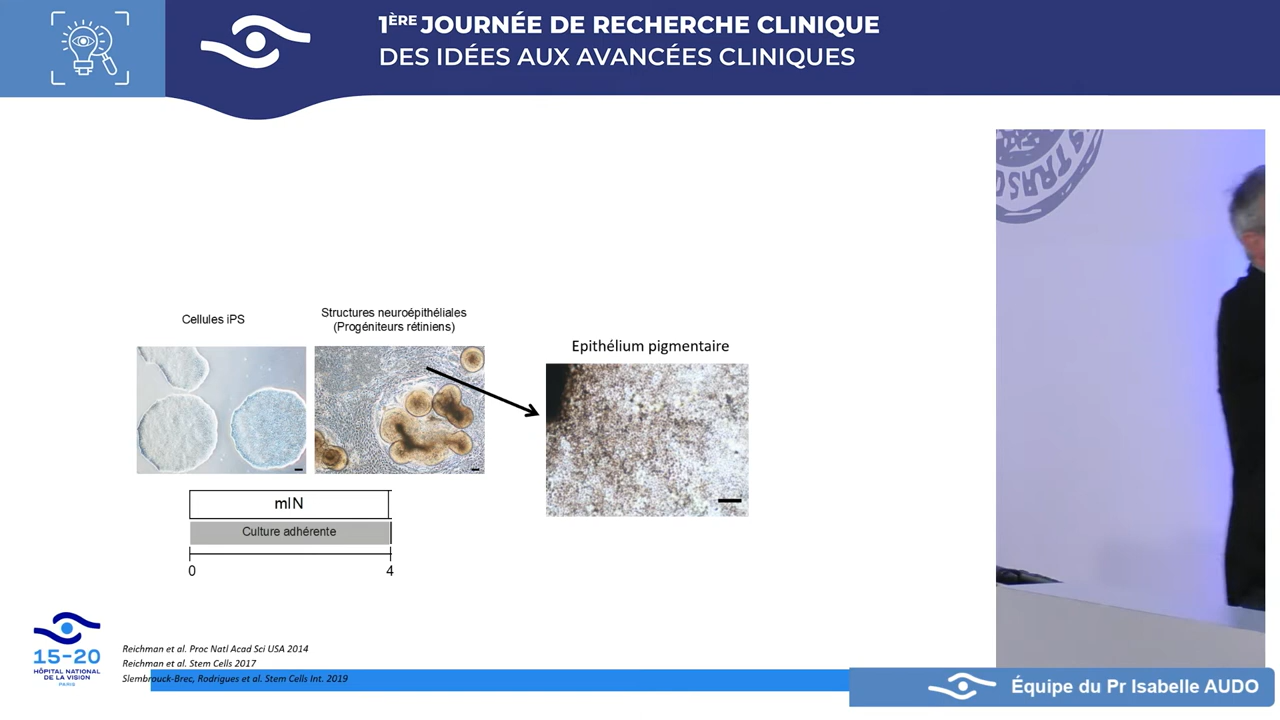 1ÈRE JOURNÉE DE RECHERCHE CLINIQUE
DES IDÉES AUX AVANCÉES CLINIQUES
Cellules iPS
Structures neuroépithéliales
(Progéniteurs rétiniens)
Epithélium pigmentaire
mIN
Culture adhérente
0 4
15-20
HÔPITAL NATIONAL
DE LA VISION
PARIS
Reichman et al. Proc Natl Acad Sci USA 2014
Reichman et al. Stem Cells 2017
Slembrouck-Brec, Rodrigues et al. Stem Cells Int. 2019
Équipe du Pr Isabelle AUDO